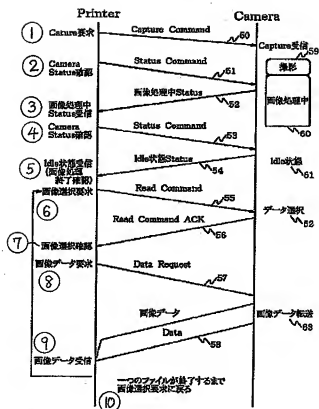 Printer
Camera
① Cature要求
Capture Command
50
Capture受信
59
② Camera Status確認
Status Command
51
撮影
画像処理中Status
52
画像処理中
③ 画像処理中 Status受信
④ Camera Status確認
Status Command
53
60
⑤ Idle状態受信 (画像処理 終了確認)
Idle状態Status
54
Idle状態
61
画像選択要求
⑥
Read Command
55
データ選択
52
Read Command ACK
56
⑦ 画像選択確認
画像データ要求
⑧
Data Request
57
画像データ
画像データ転送
63
Data
58
⑨
画像データ受信
一つのファイルが終了するまで
画像選択要求に戻る
⑩